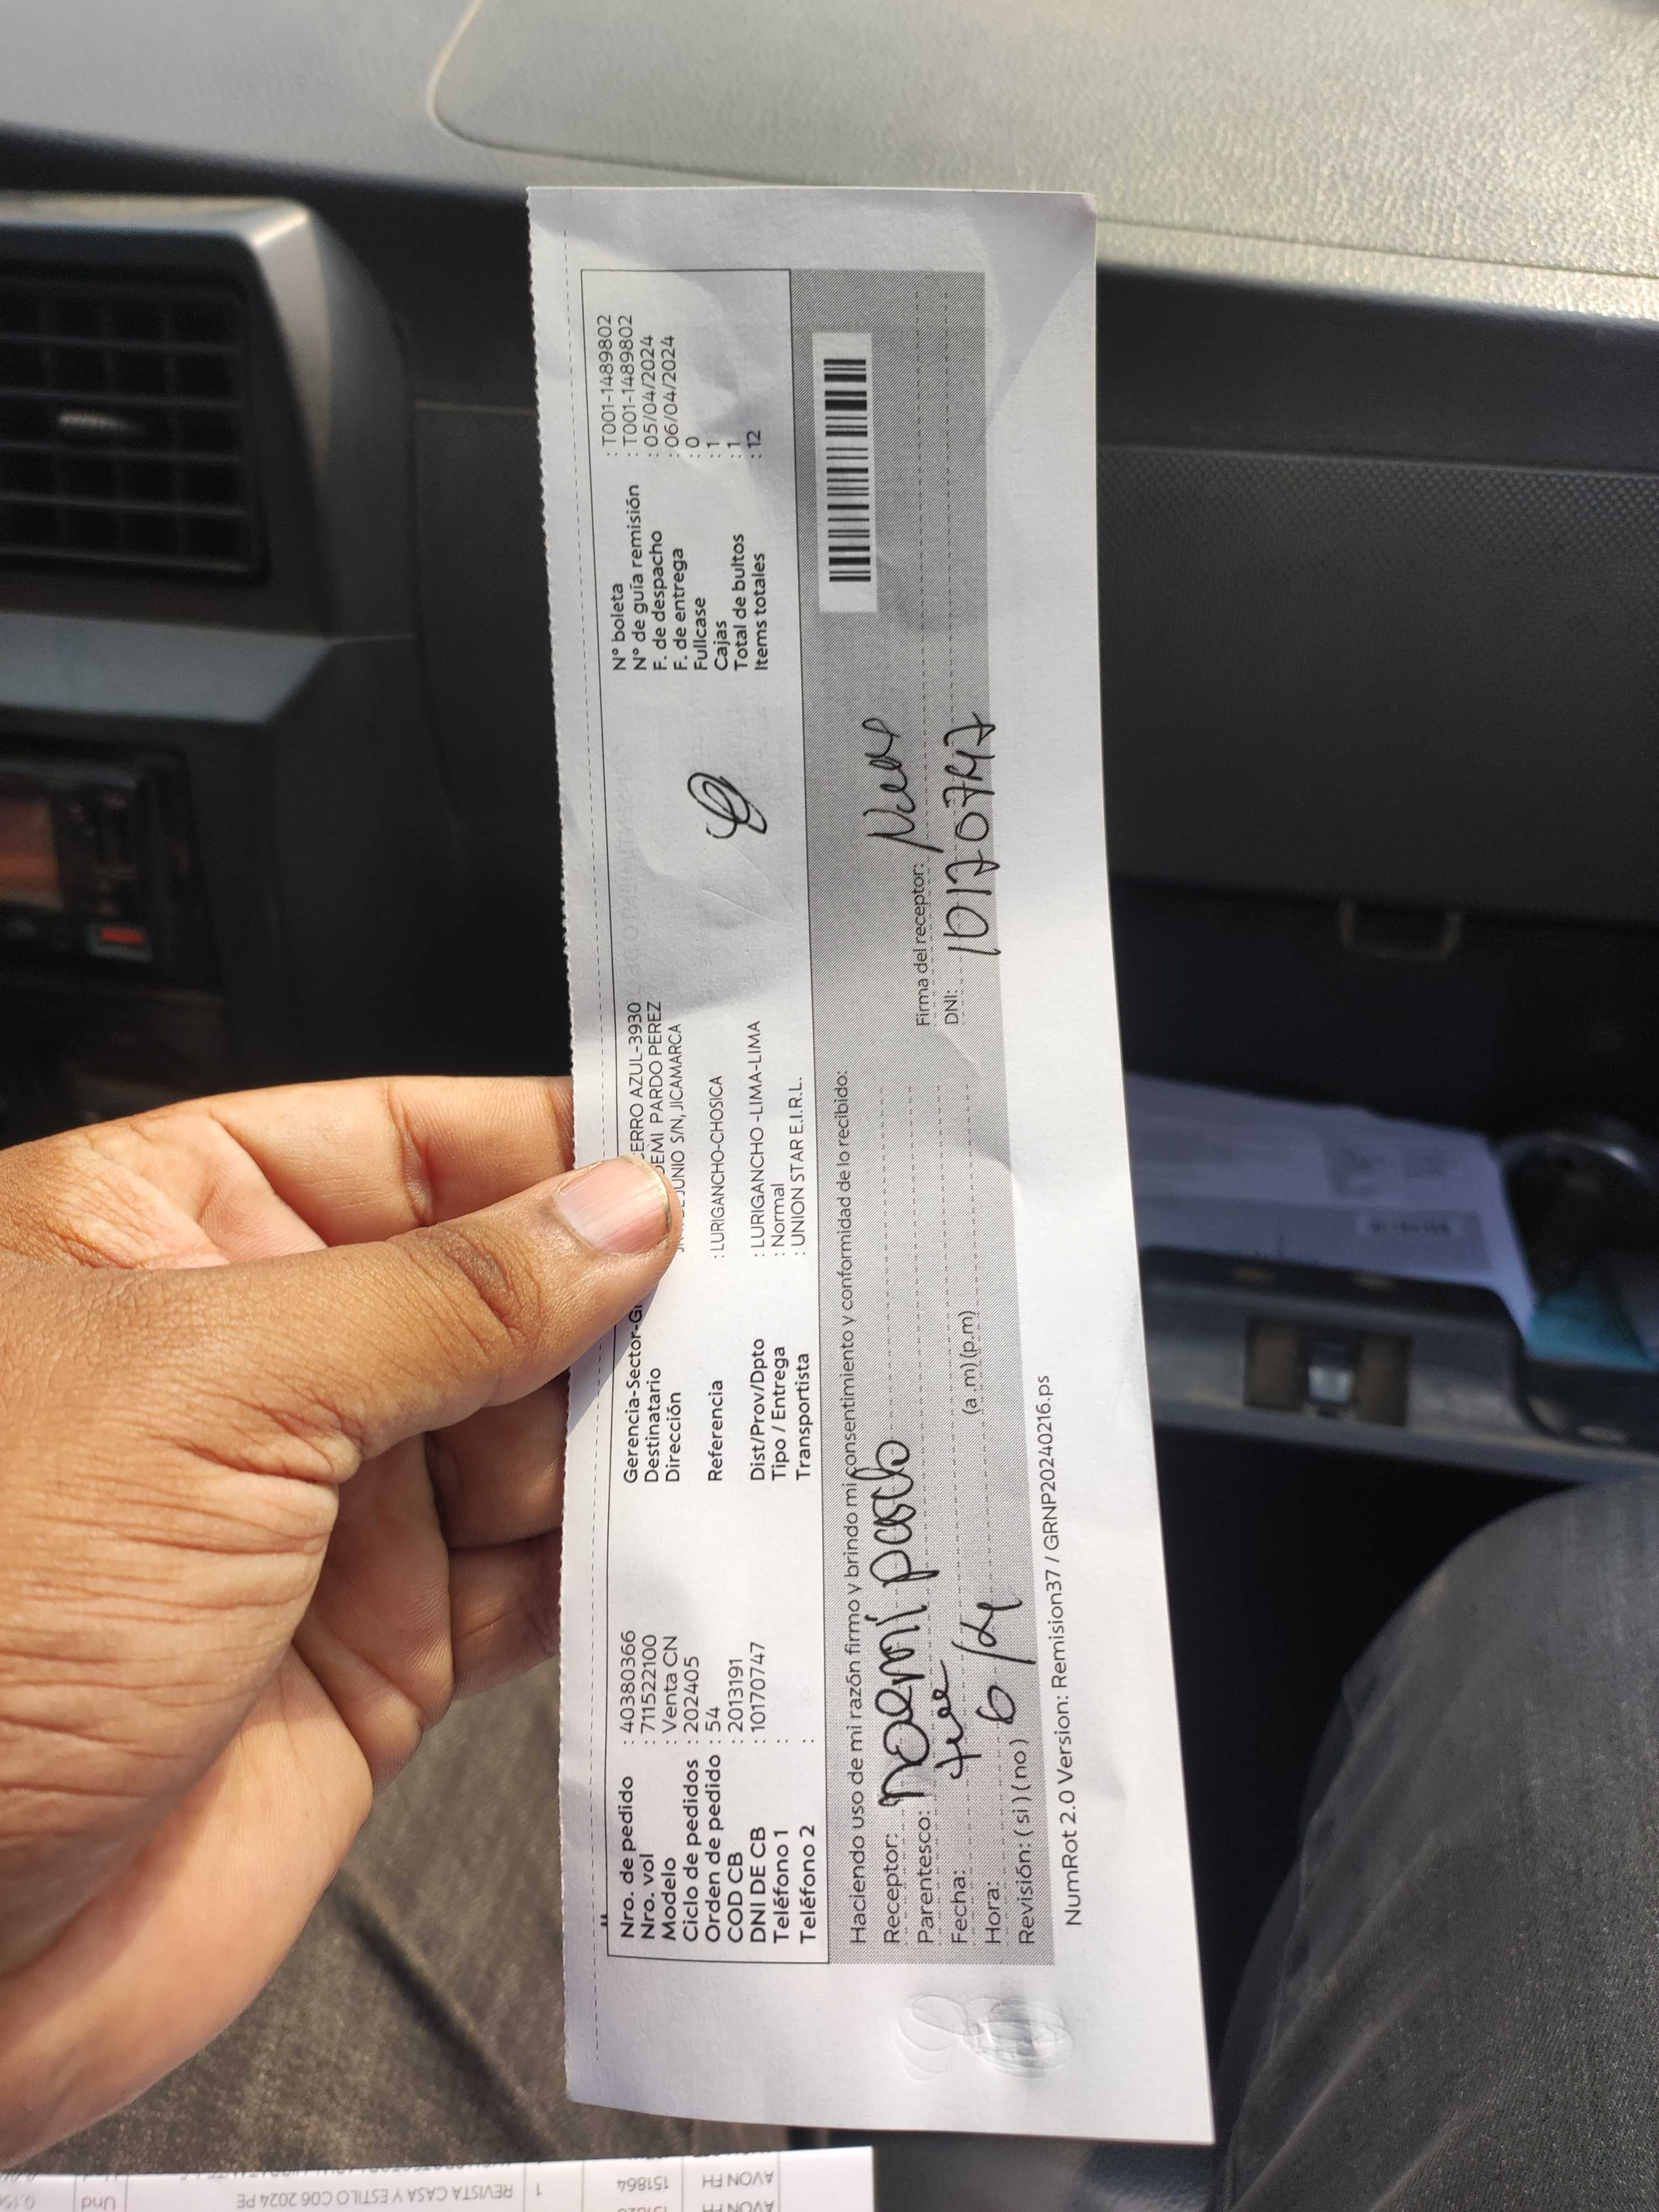 Nro. de pedido : 40380366
Nro. vol : 711522100
Modelo : Venta CN
Ciclo de pedidos : 202405
Orden de pedido : 54
COD CB : 2013191
DNI DE CB : 10170747
Teléfono 1 :
Teléfono 2 :
Gerencia-Sector-G ERRO AZUL-3930
Destinatario EMI PARDO PEREZ
Dirección JUNIO S/N, JICAMARCA
Referencia : LURIGANCHO-CHOSICA
Dist/Prov/Dpto : LURIGANCHO -LIMA-LIMA
Tipo / Entrega : Normal
Transportista : UNION STAR E.I.R.L.
N° boleta : T001-1489802
N° de guía remisión : T001-1489802
F. de despacho : 05/04/2024
F. de entrega : 06/04/2024
Fullcase : 0
Cajas : 1
Total de bultos : 1
Items totales : 12
Haciendo uso de mi razón firmo y brindo mi consentimiento y conformidad de lo recibido:
Receptor: noemi pardo
Parentesco:
Fecha: 6/4
Hora: (a.m) (p.m)
Revisión: ( si ) ( no )
Firma del receptor:
DNI: 10170747
NumRot 2.0 Version: Remision37 / GRNP20240216.ps
AVON FH 151864 REVISTA CASA Y ESTILO C06 2024 PE 1 Und
AVON FH